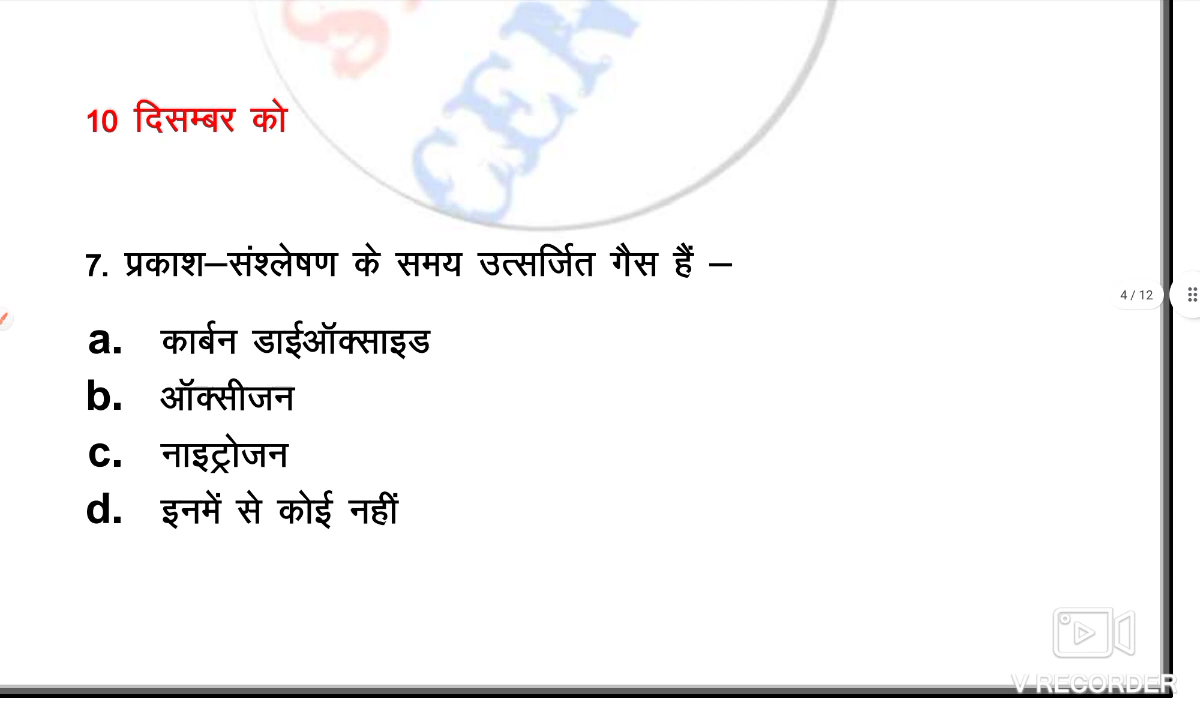 10 दिसम्बर को
7. प्रकाश–संश्लेषण के समय उत्सर्जित गैस हैं –
4 / 12
a. कार्बन डाईऑक्साइड
b. ऑक्सीजन
c. नाइट्रोजन
d. इनमें से कोई नहीं
V RECORDER